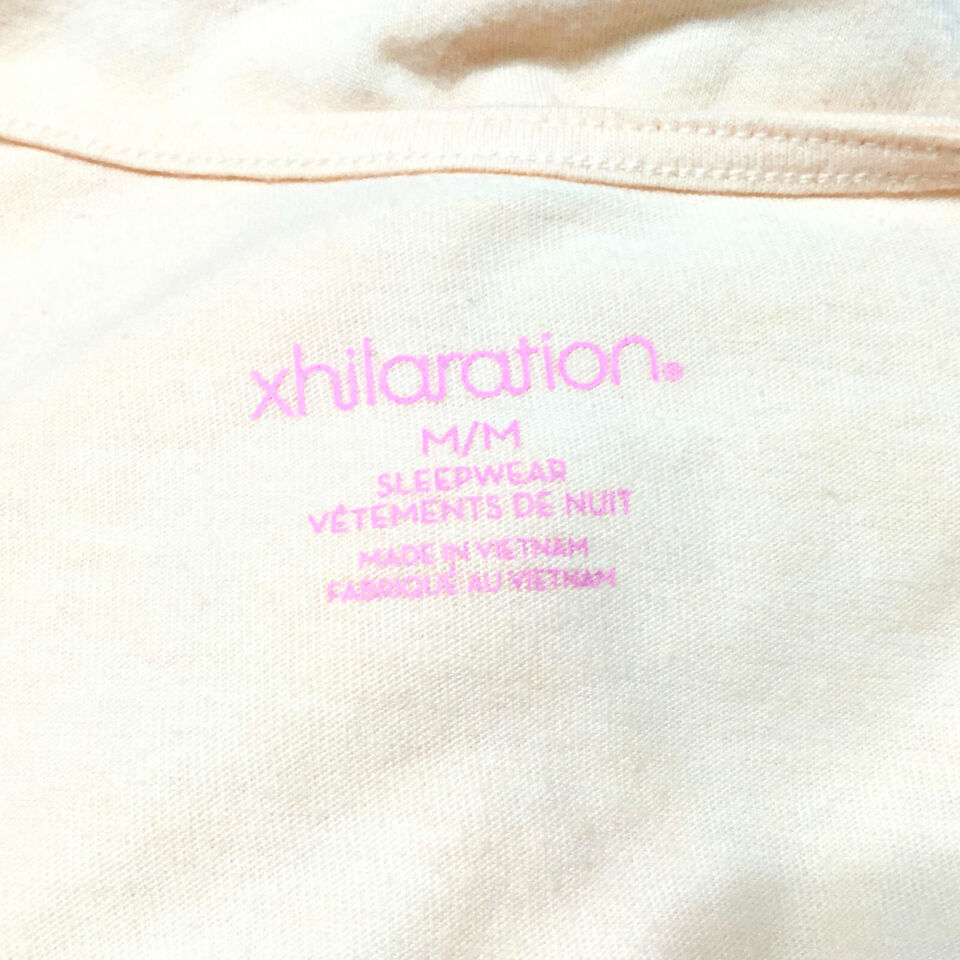 xhilaration®
M/M
SLEEPWEAR
VÊTEMENTS DE NUIT
MADE IN VIETNAM
FABRIQUÉ AU VIETNAM